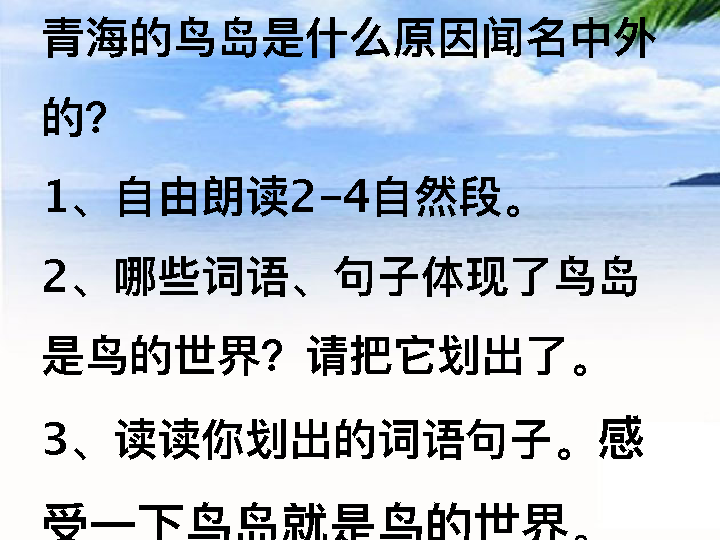 青海的鸟岛是什么原因闻名中外
的？
1、自由朗读2-4自然段。
2、哪些词语、句子体现了鸟岛
是鸟的世界？请把它划出了。
3、读读你划出的词语句子。感
受一下鸟岛就是鸟的世界。